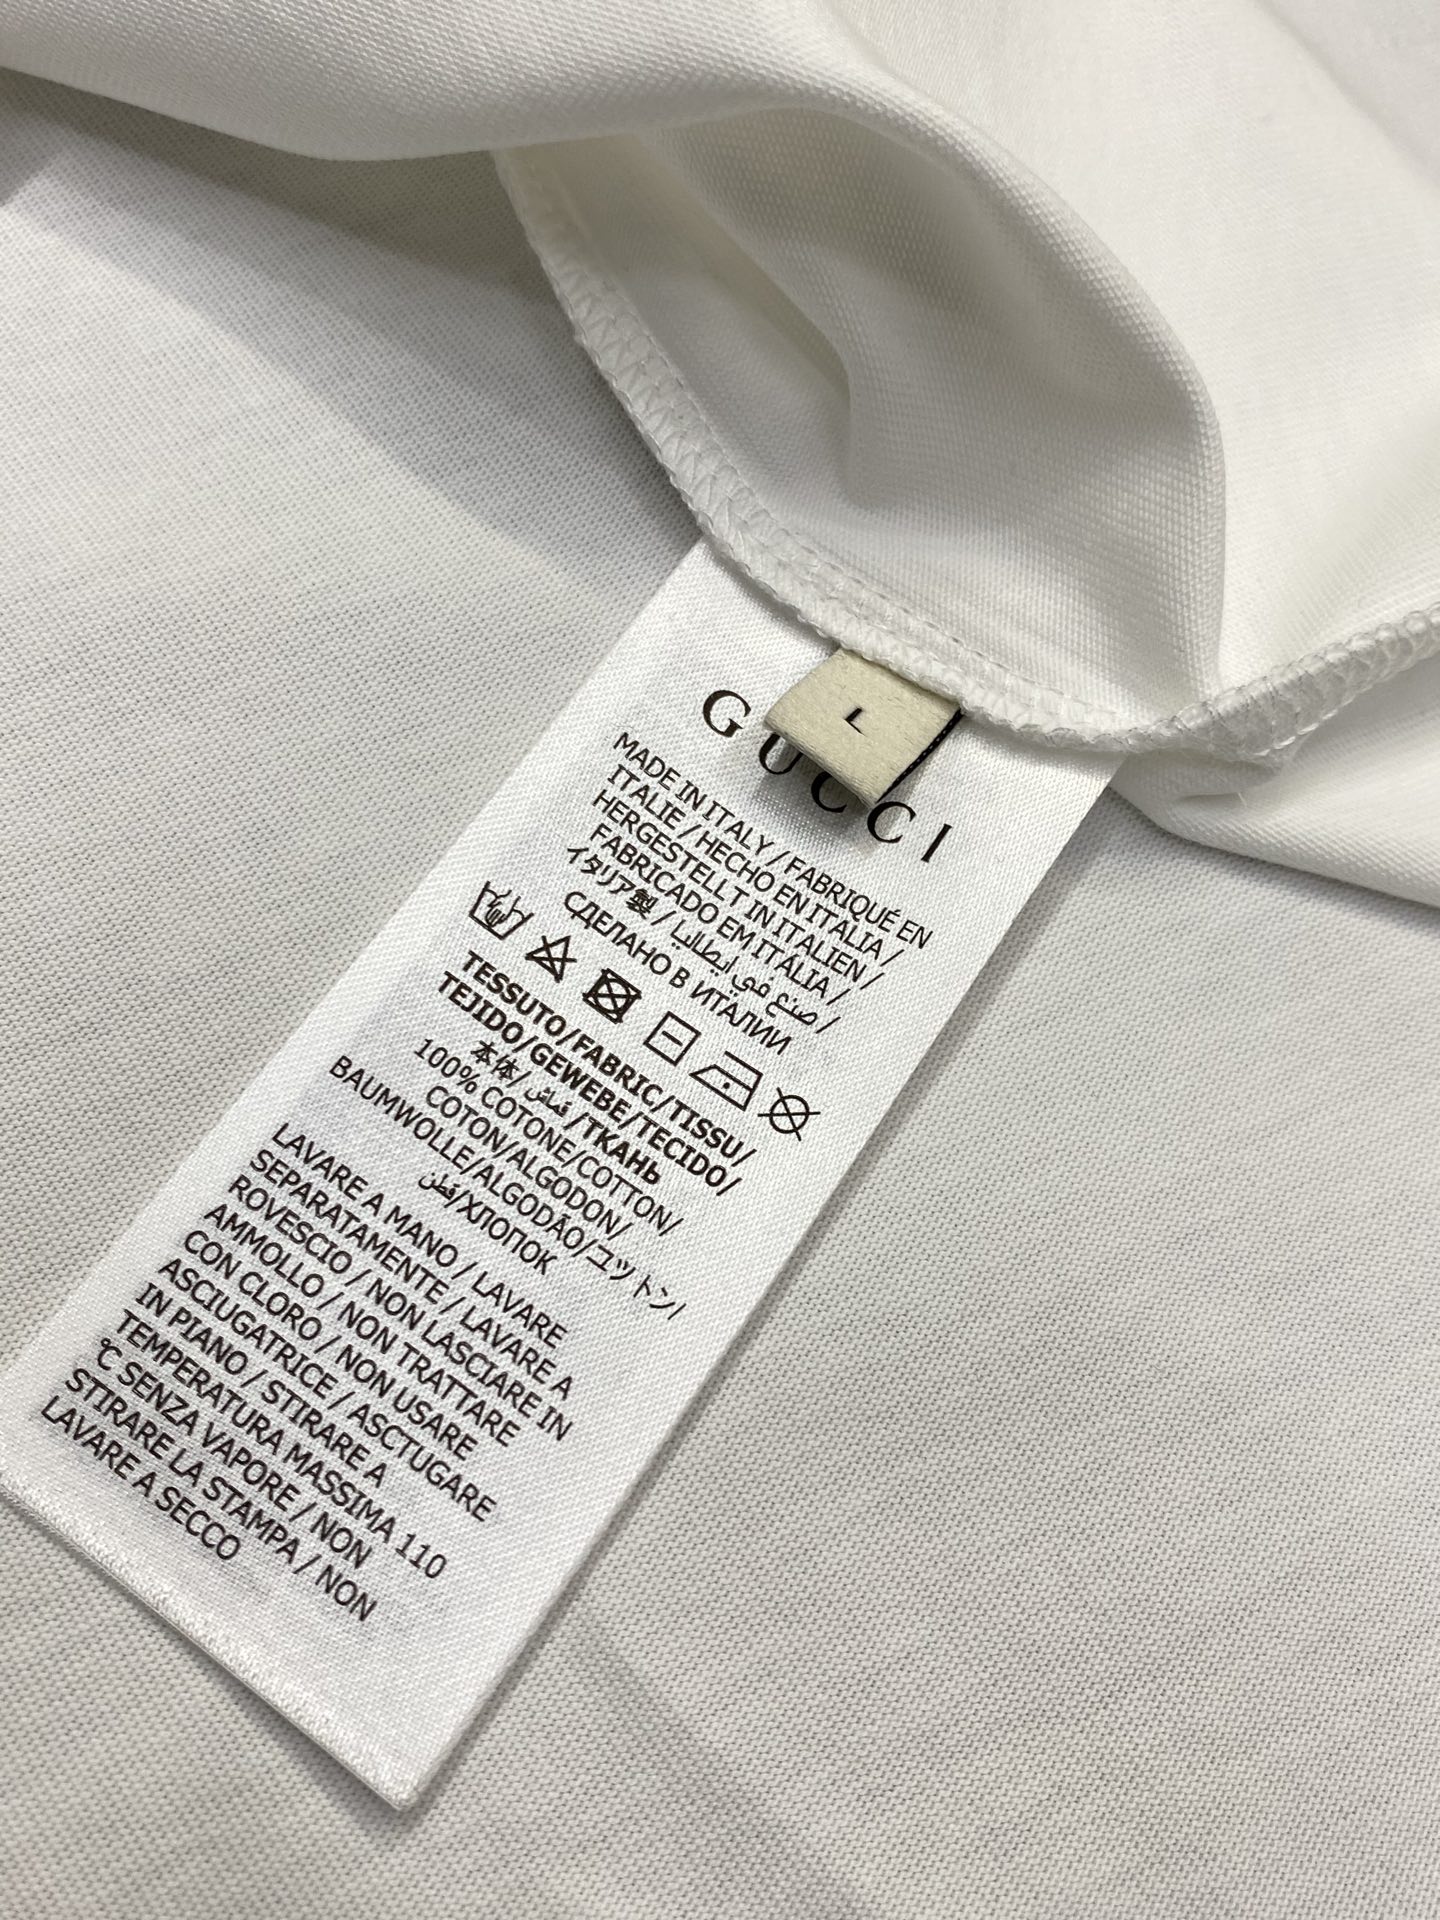 L
GUCCI
MADE IN ITALY / FABRIQUÉ EN
ITALIE / HECHO EN ITALIA /
HERGESTELLT IN ITALIEN /
FABRICADO EM ITÁLIA /
イタリア製 / صنع في ايطاليا /
СДЕЛАНО В ИТАЛИИ
TESSUTO/FABRIC/TISSU/
TEJIDO/GEWEBE/TECIDO/
本体/قماش/ТКАНЬ
100% COTONE/COTTON/
COTON/ALGODON/
BAUMWOLLE/ALGODÃO/ユットン/
قطن/ХЛОПОК
LAVARE A MANO / LAVARE
SEPARATAMENTE / LAVARE A
ROVESCIO / NON LASCIARE IN
AMMOLLO / NON TRATTARE
CON CLORO / NON USARE
ASCIUGATRICE / ASCTUGARE
IN PIANO / STIRARE A
TEMPERATURA MASSIMA 110
℃ SENZA VAPORE / NON
STIRARE LA STAMPA / NON
LAVARE A SECCO